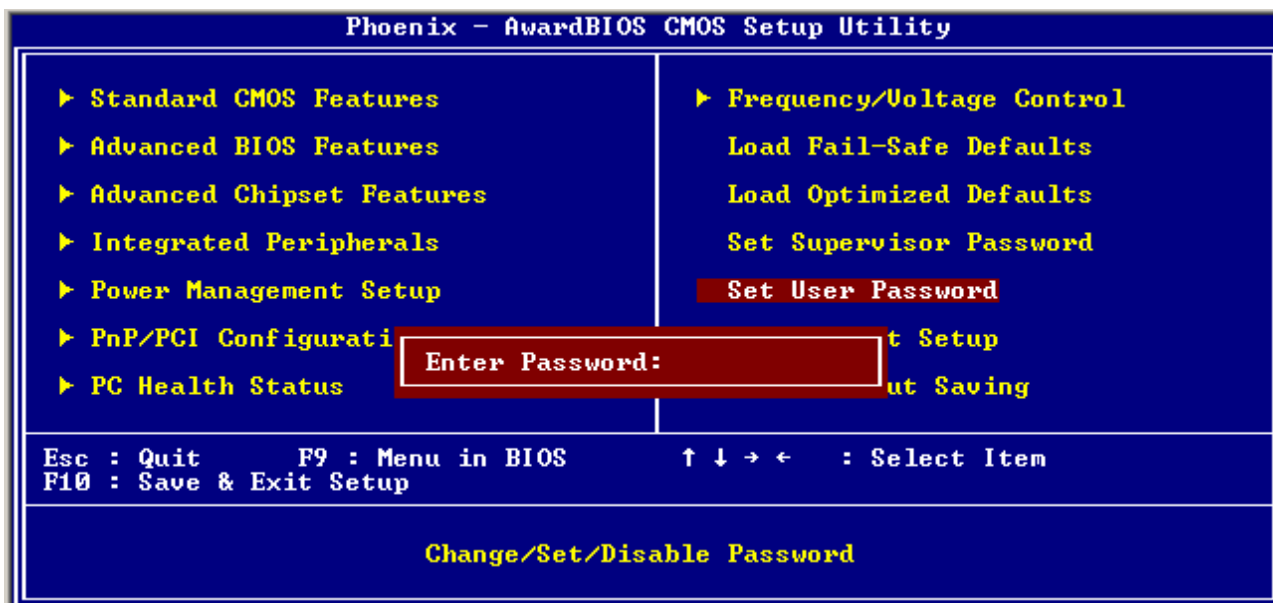 Phoenix - AwardBIOS CMOS Setup Utility
▶ Standard CMOS Features
▶ Advanced BIOS Features
▶ Advanced Chipset Features
▶ Integrated Peripherals
▶ Power Management Setup
▶ PnP/PCI Configurati
▶ PC Health Status
▶ Frequency/Voltage Control
Load Fail-Safe Defaults
Load Optimized Defaults
Set Supervisor Password
Set User Password
t Setup
ut Saving
Enter Password:
Esc : Quit F9 : Menu in BIOS ↑ ↓ → ← : Select Item
F10 : Save & Exit Setup
Change/Set/Disable Password